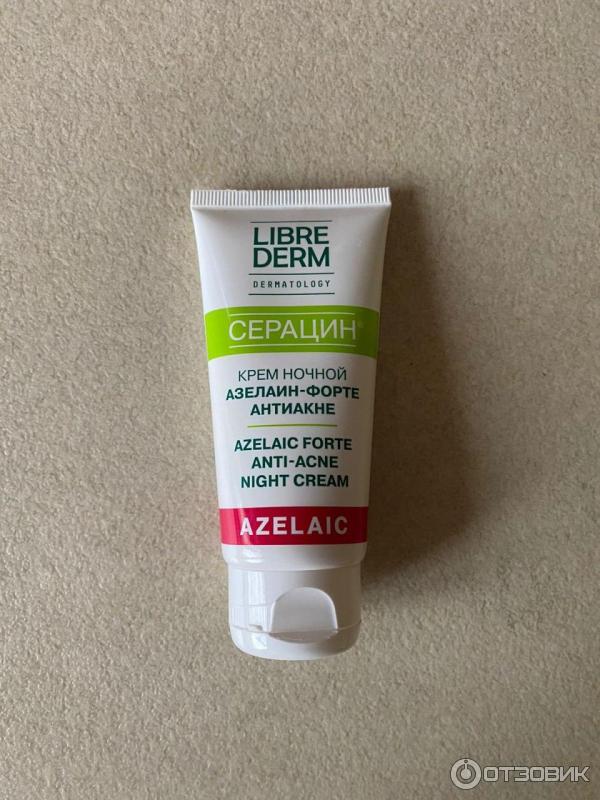 LIBRE
DERM
DERMATOLOGY
СЕРАЦИН®
КРЕМ НОЧНОЙ
АЗЕЛАИН-ФОРТЕ
АНТИАКНЕ
AZELAIC FORTE
ANTI-ACNE
NIGHT CREAM
AZELAIC
ОТЗОВИК